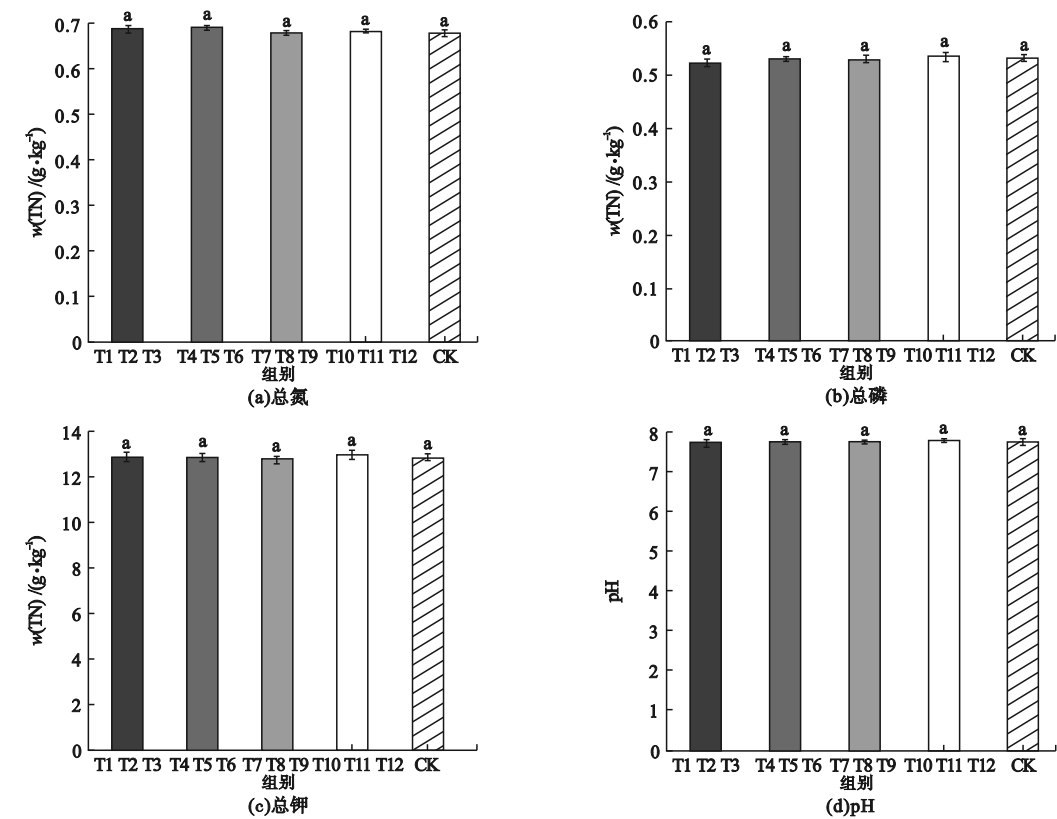 0.7
0.6
0.5
0.4
0.3
0.2
0.1
0
w(TN) /(g·kg⁻¹)
a a a a a
T1 T2 T3 T4 T5 T6 T7 T8 T9 T10 T11 T12 CK
组别
(a)总氮
0.6
0.5
0.4
0.3
0.2
0.1
0
w(TN) /(g·kg⁻¹)
a a a a a
T1 T2 T3 T4 T5 T6 T7 T8 T9 T10 T11 T12 CK
组别
(b)总磷
14
12
10
8
6
4
2
0
w(TN) /(g·kg⁻¹)
a a a a a
T1 T2 T3 T4 T5 T6 T7 T8 T9 T10 T11 T12 CK
组别
(c)总钾
8
7
6
5
4
3
2
1
0
pH
a a a a a
T1 T2 T3 T4 T5 T6 T7 T8 T9 T10 T11 T12 CK
组别
(d)pH